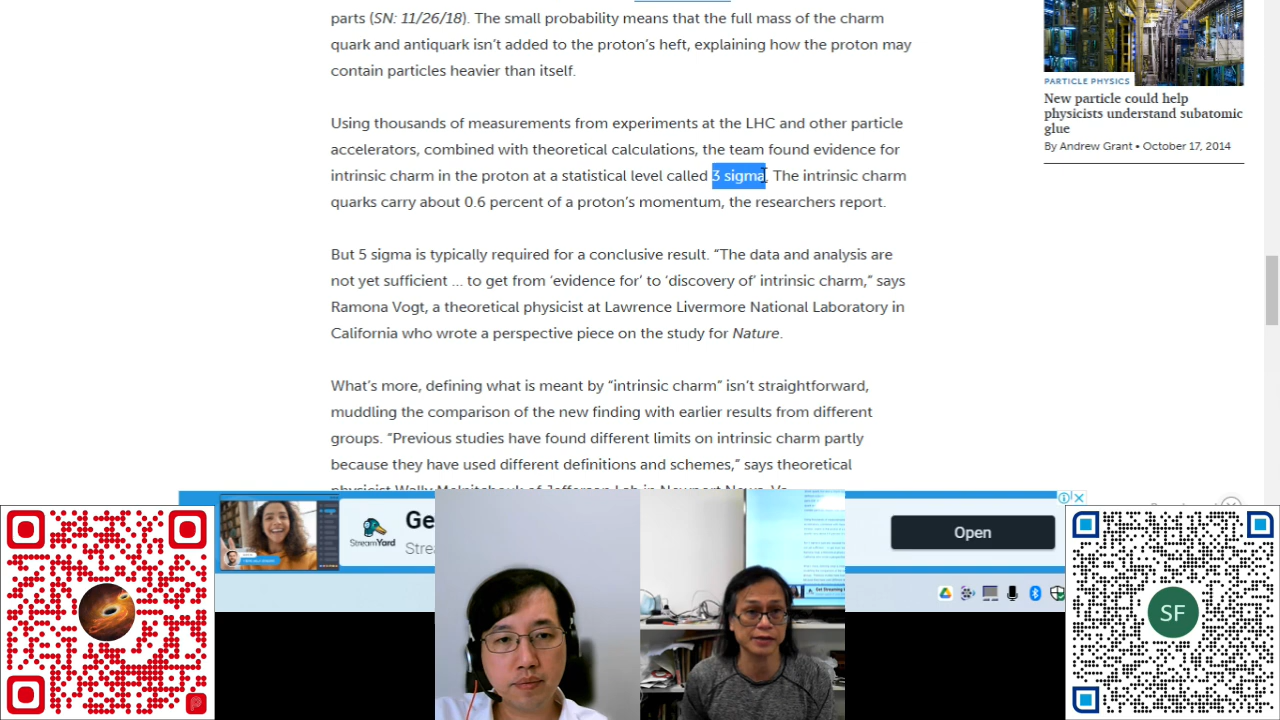 parts (SN: 11/26/18). The small probability means that the full mass of the charm
quark and antiquark isn’t added to the proton’s heft, explaining how the proton may
contain particles heavier than itself.
Using thousands of measurements from experiments at the LHC and other particle
accelerators, combined with theoretical calculations, the team found evidence for
intrinsic charm in the proton at a statistical level called 3 sigma. The intrinsic charm
quarks carry about 0.6 percent of a proton’s momentum, the researchers report.
But 5 sigma is typically required for a conclusive result. “The data and analysis are
not yet sufficient … to get from ‘evidence for’ to ‘discovery of’ intrinsic charm,” says
Ramona Vogt, a theoretical physicist at Lawrence Livermore National Laboratory in
California who wrote a perspective piece on the study for Nature.
What’s more, defining what is meant by “intrinsic charm” isn’t straightforward,
muddling the comparison of the new finding with earlier results from different
groups. “Previous studies have found different limits on intrinsic charm partly
because they have used different definitions and schemes,” says theoretical
PARTICLE PHYSICS
New particle could help
physicists understand subatomic
glue
By Andrew Grant • October 17, 2014
StreamYard
Ge
Strea
Open
SF